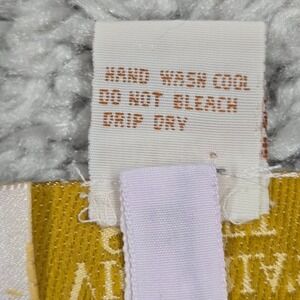 HAND WASH COOL
DO NOT BLEACH
DRIP DRY